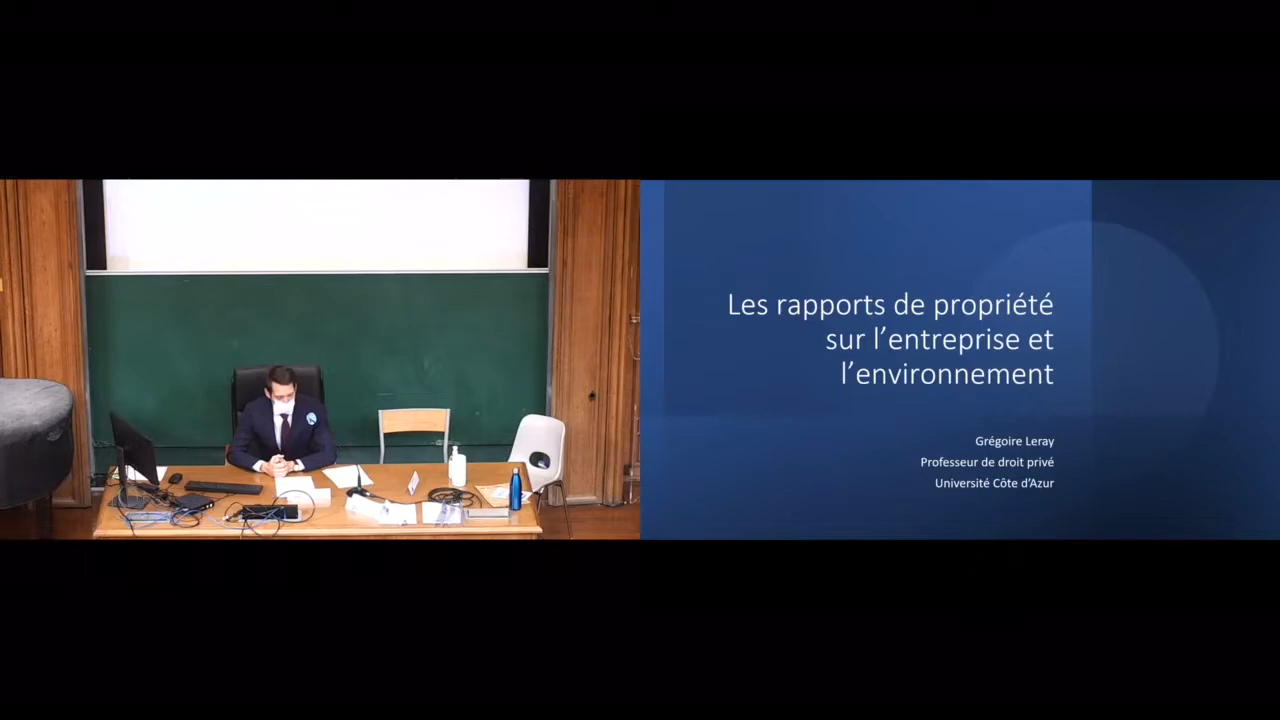 Les rapports de propriété
sur l’entreprise et
l’environnement
Grégoire Leray
Professeur de droit privé
Université Côte d’Azur